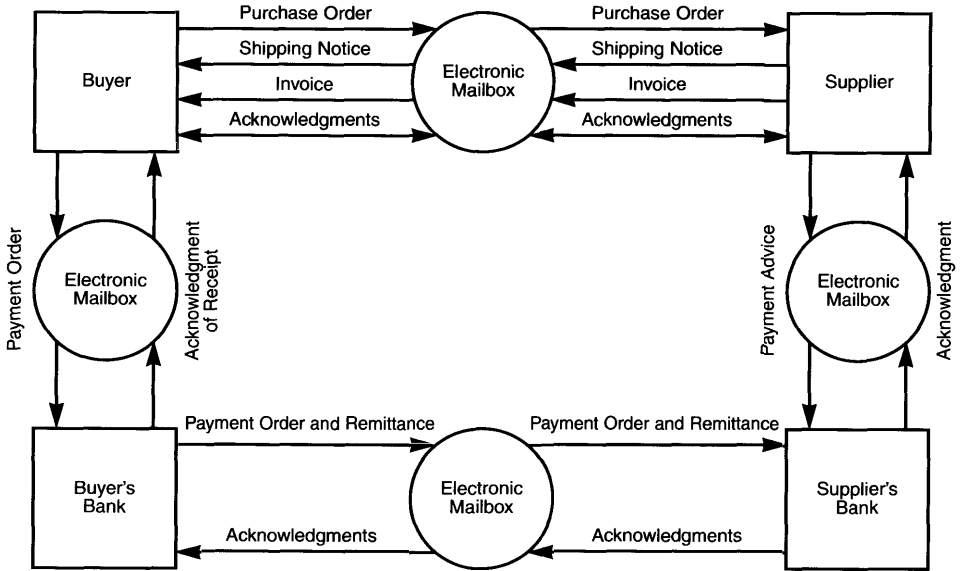 Purchase Order
Purchase Order
Shipping Notice
Shipping Notice
Buyer
Electronic
Mailbox
Supplier
Invoice
Invoice
Acknowledgments
Acknowledgments
Payment Order
Electronic
Mailbox
Acknowledgment
of Receipt
Payment Advice
Electronic
Mailbox
Acknowledgment
Payment Order and Remittance
Payment Order and Remittance
Buyer's
Bank
Electronic
Mailbox
Supplier's
Bank
Acknowledgments
Acknowledgments